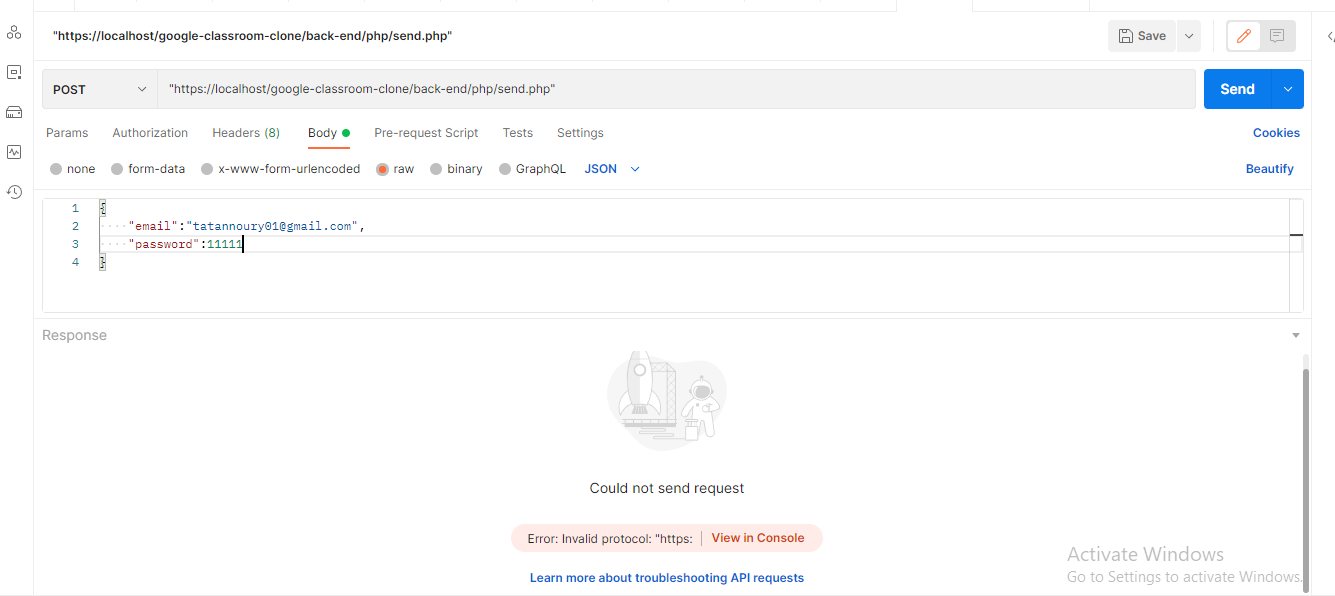 "https://localhost/google-classroom-clone/back-end/php/send.php"
Save
POST
"https://localhost/google-classroom-clone/back-end/php/send.php"
Send
Params Authorization Headers (8) Body Pre-request Script Tests Settings Cookies
none form-data x-www-form-urlencoded raw binary GraphQL JSON Beautify
1 {
2 "email":"tatannoury01@gmail.com",
3 "password":11111
4 }
Response
Could not send request
Error: Invalid protocol: "https: | View in Console
Learn more about troubleshooting API requests
Activate Windows
Go to Settings to activate Windows.